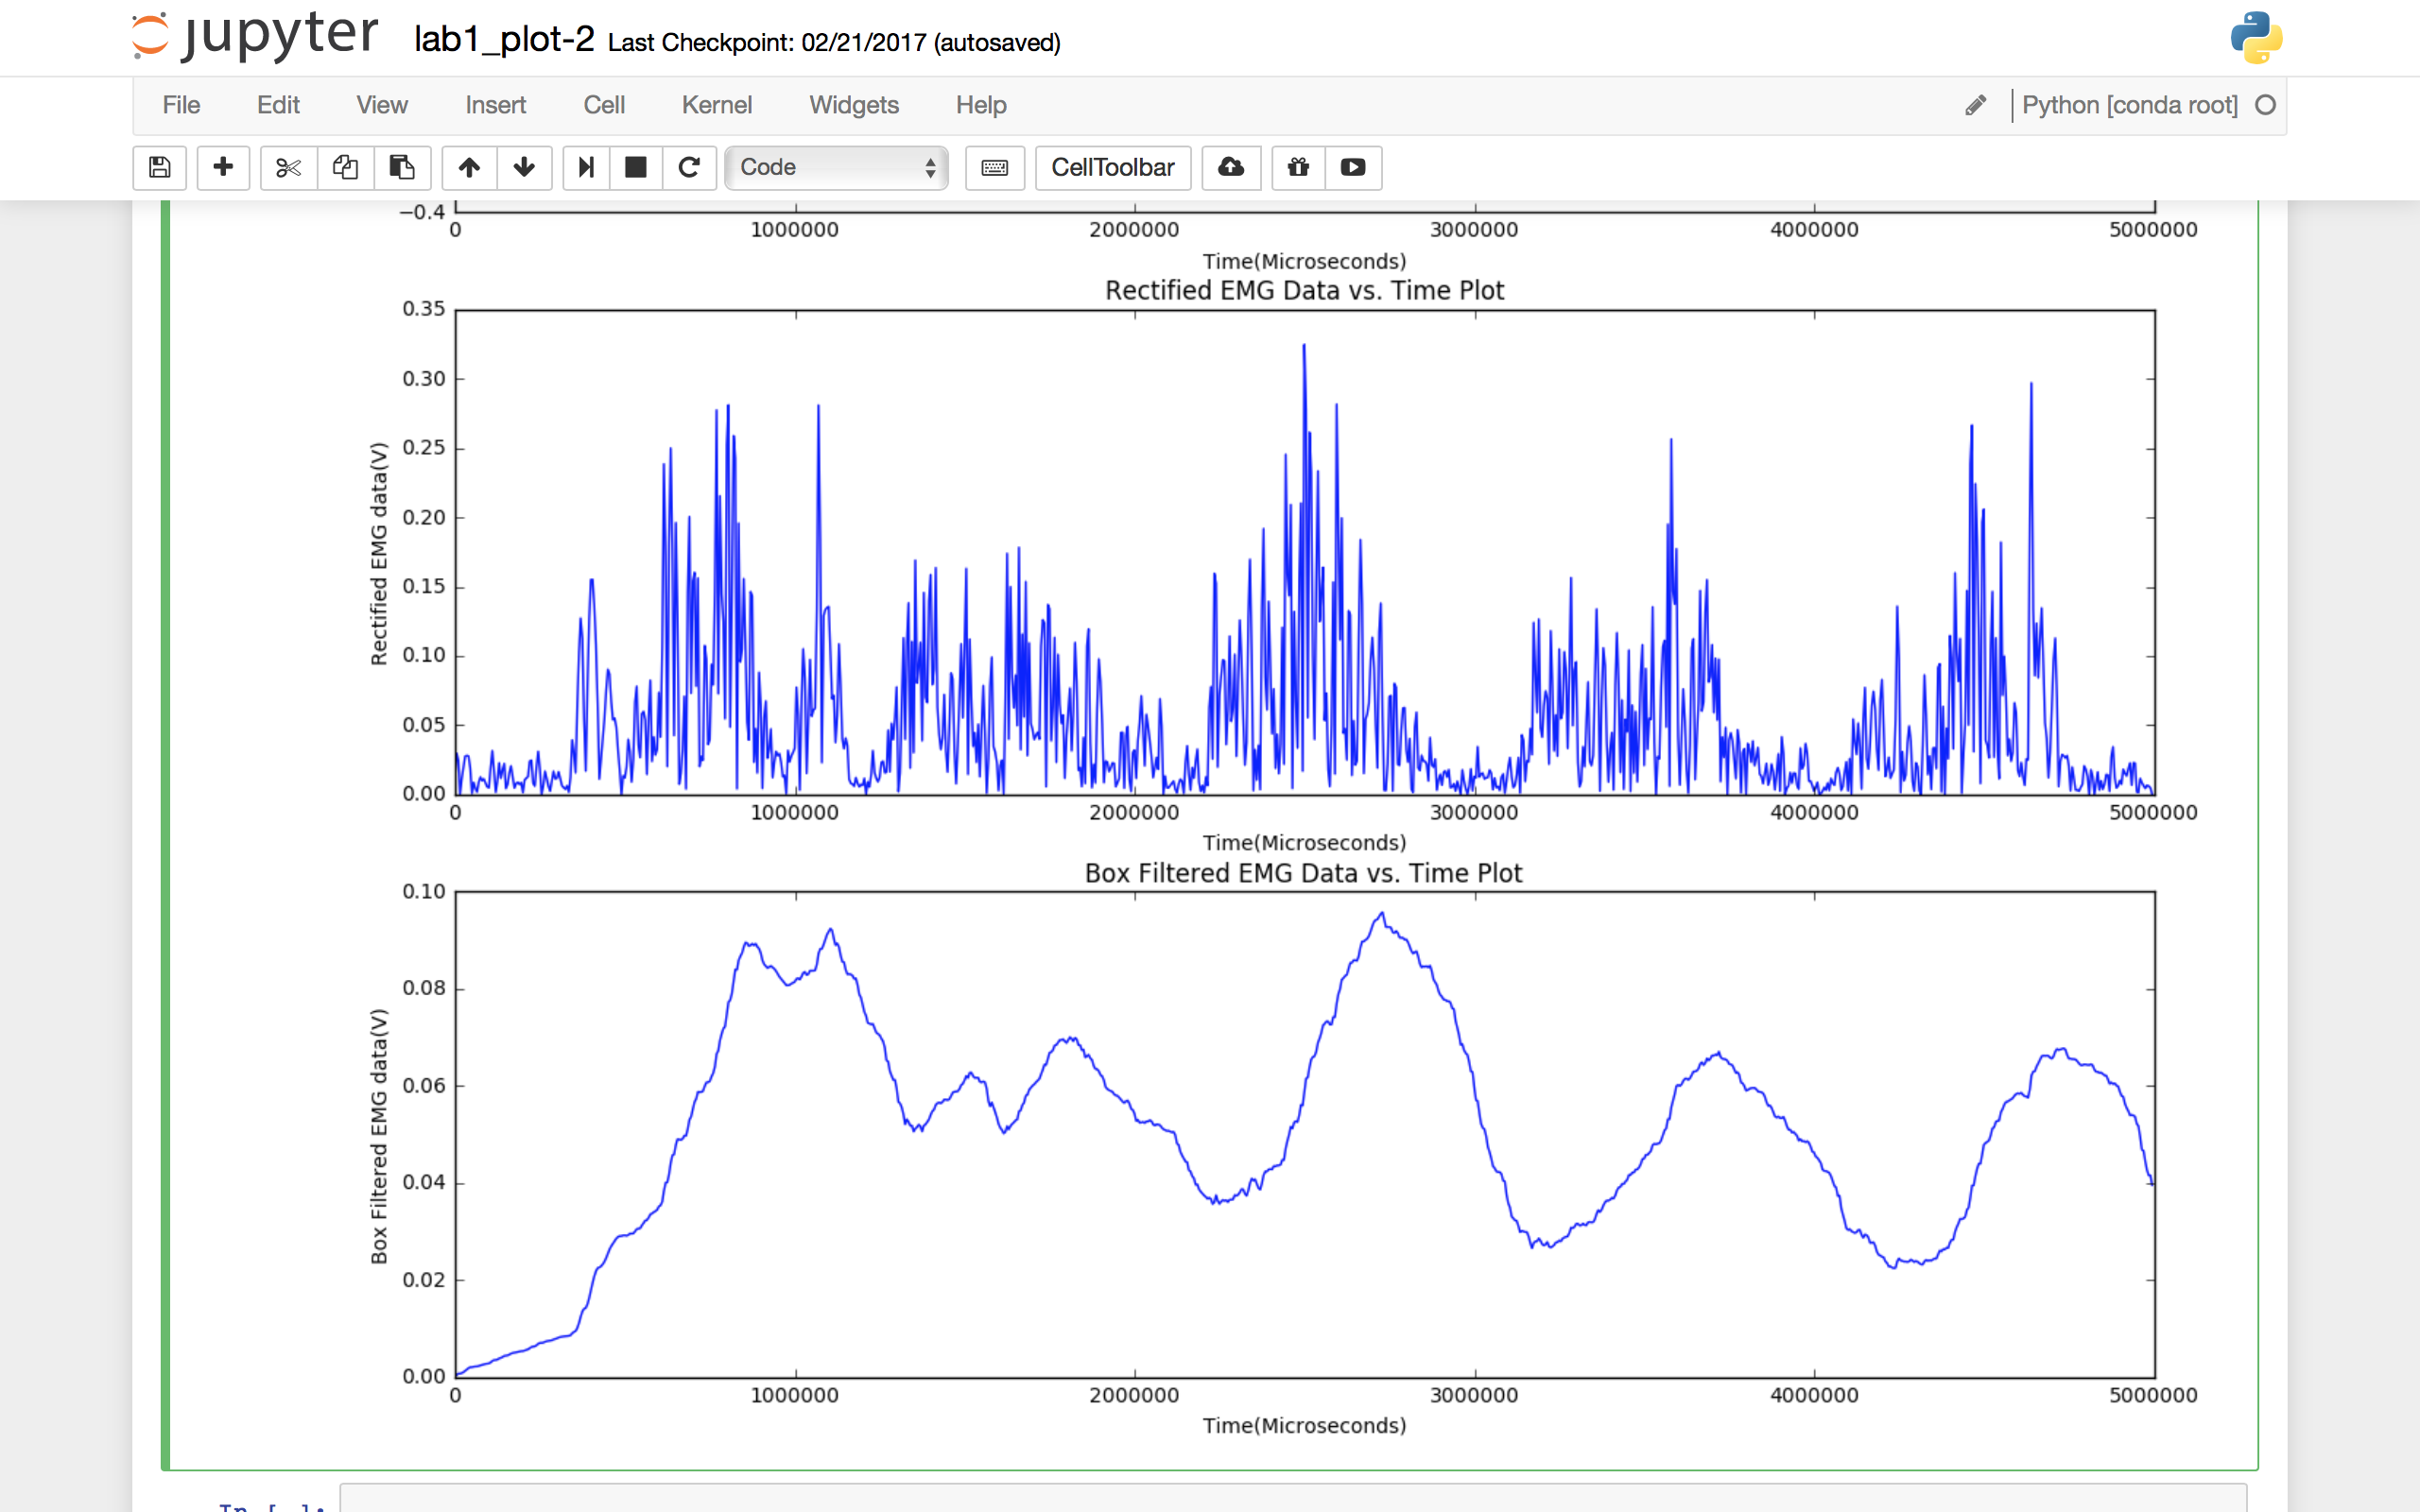 jupyter lab1_plot-2 Last Checkpoint: 02/21/2017 (autosaved)
File Edit View Insert Cell Kernel Widgets Help Python [conda root]
Code CellToolbar
−0.4
0 1000000 2000000 3000000 4000000 5000000
Time(Microseconds)
Rectified EMG Data vs. Time Plot
0.35
0.30
0.25
0.20
0.15
0.10
0.05
0.00
Rectified EMG data(V)
0 1000000 2000000 3000000 4000000 5000000
Time(Microseconds)
Box Filtered EMG Data vs. Time Plot
0.10
0.08
0.06
0.04
0.02
0.00
Box Filtered EMG data(V)
0 1000000 2000000 3000000 4000000 5000000
Time(Microseconds)
In [ ]: